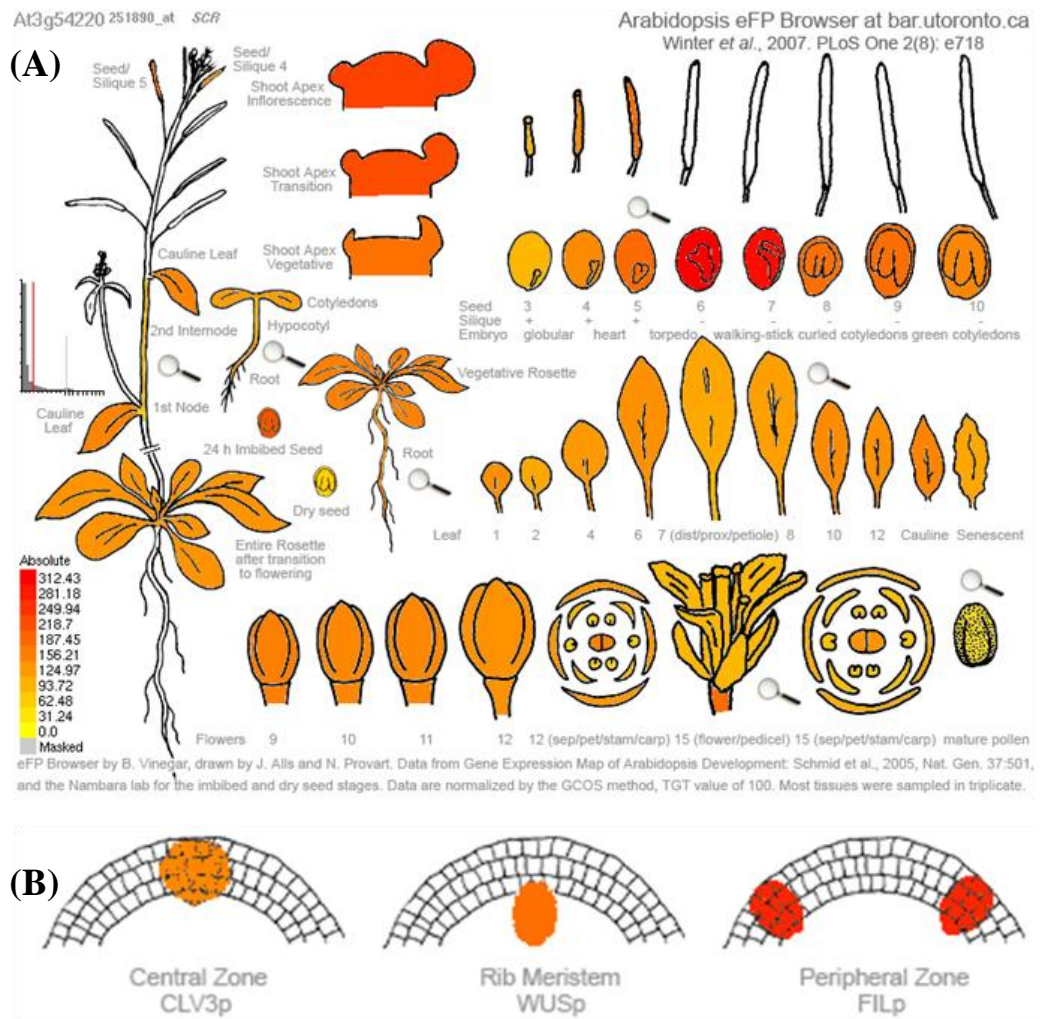 At3g54220 251890_at SCR
Arabidopsis eFP Browser at bar.utoronto.ca
Winter et al., 2007. PLoS One 2(8): e718
(A)
Seed/
Silique 5
Seed/
Silique 4
Shoot Apex
Inflorescence
Shoot Apex
Transition
Shoot Apex
Vegetative
Cauline Leaf
2nd Internode
Cotyledons
Hypocotyl
Root
1st Node
Cauline
Leaf
24 h Imbibed Seed
Dry seed
Vegetative Rosette
Root
Entire Rosette
after transition
to flowering
Seed 3 4 5 6 7 8 9 10
Silique + + + - - - - -
Embryo globular heart torpedo walking-stick curled cotyledons green cotyledons
Leaf 1 2 4 6 7 (dist/prox/petiole) 8 10 12 Cauline Senescent
Absolute
312.43
281.18
249.94
218.7
187.45
156.21
124.97
93.72
62.48
31.24
0.0
Masked
Flowers 9 10 11 12 12 (sep/pet/stam/carp) 15 (flower/pedicel) 15 (sep/pet/stam/carp) mature pollen
eFP Browser by B. Vinegar, drawn by J. Alls and N. Provart. Data from Gene Expression Map of Arabidopsis Development: Schmid et al., 2005, Nat. Gen. 37:501,
and the Nambara lab for the imbibed and dry seed stages. Data are normalized by the GCOS method, TGT value of 100. Most tissues were sampled in triplicate.
(B)
Central Zone
CLV3p
Rib Meristem
WUSp
Peripheral Zone
FILp